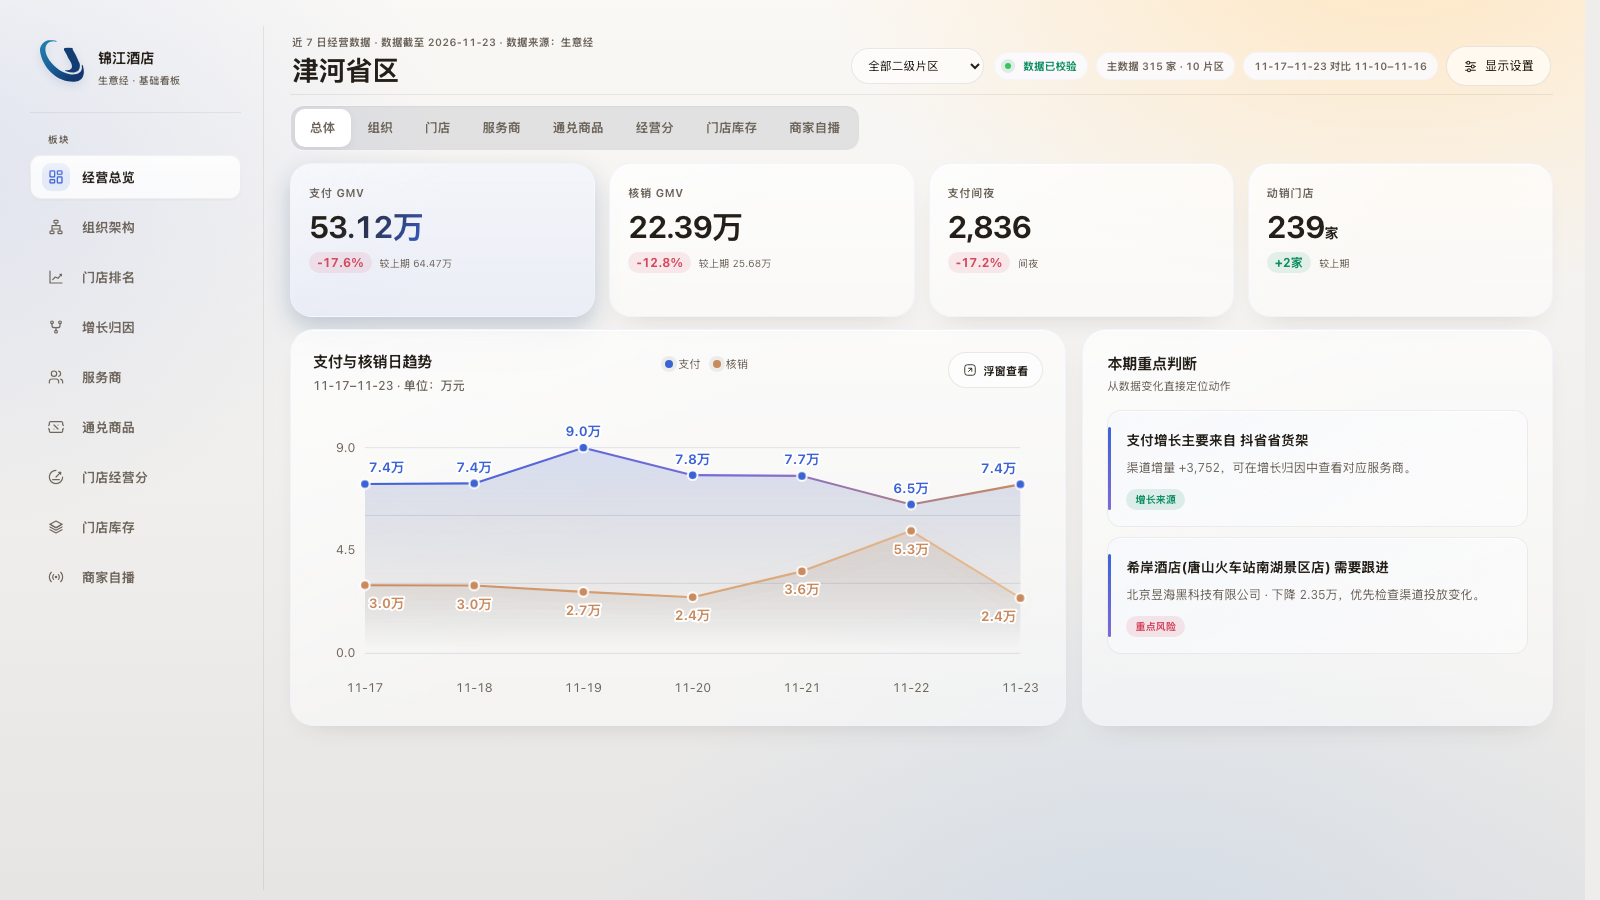 锦江酒店
生意经 · 基础看板
板块
经营总览
组织架构
门店排名
增长归因
服务商
通兑商品
门店经营分
门店库存
商家自播
近 7 日经营数据 · 数据截至 2026-11-23 · 数据来源：生意经
津河省区
全部二级片区
数据已校验
主数据 315 家 · 10 片区
11-17–11-23 对比 11-10–11-16
显示设置
总体 组织 门店 服务商 通兑商品 经营分 门店库存 商家自播
支付 GMV
53.12万
-17.6% 较上期 64.47万
核销 GMV
22.39万
-12.8% 较上期 25.68万
支付间夜
2,836
-17.2% 间夜
动销门店
239家
+2家 较上期
支付与核销日趋势
11-17–11-23 · 单位：万元
支付 核销
浮窗查看
9.0
4.5
0.0
7.4万 7.4万 9.0万 7.8万 7.7万 6.5万 7.4万
3.0万 3.0万 2.7万 2.4万 3.6万 5.3万 2.4万
11-17 11-18 11-19 11-20 11-21 11-22 11-23
本期重点判断
从数据变化直接定位动作
支付增长主要来自 抖省省货架
渠道增量 +3,752，可在增长归因中查看对应服务商。
增长来源
希岸酒店(唐山火车站南湖景区店) 需要跟进
北京昱海黑科技有限公司 · 下降 2.35万，优先检查渠道投放变化。
重点风险